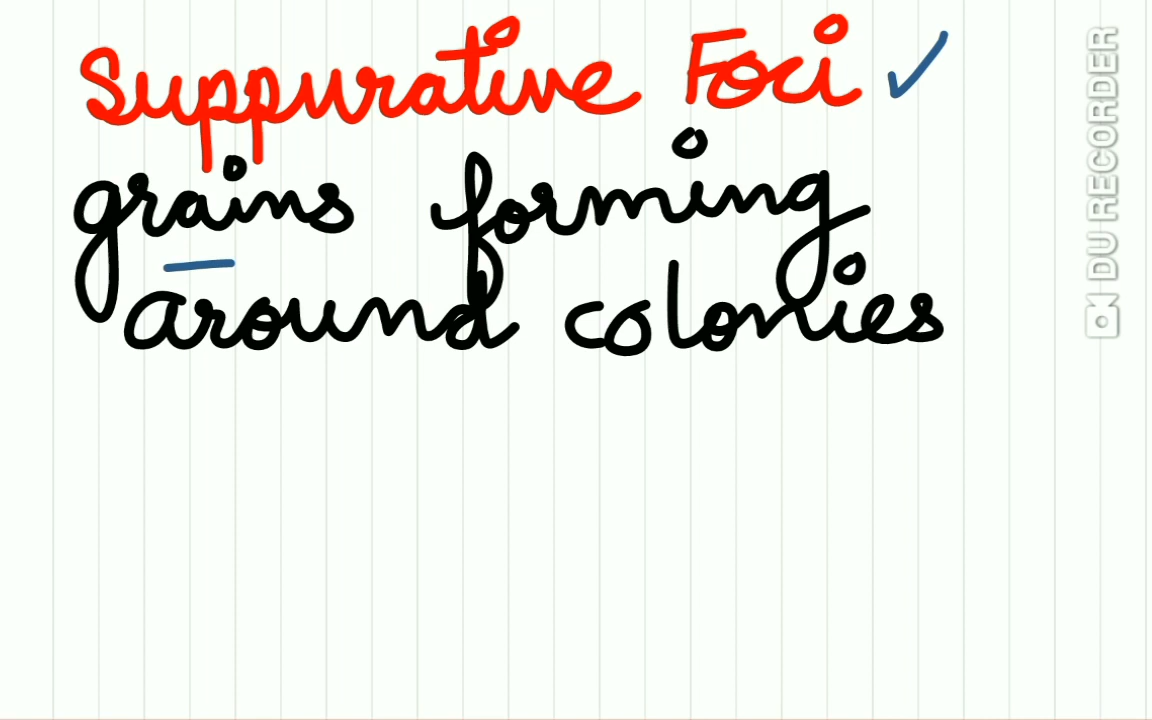 Suppurative Foci ✓
grains forming
around colonies
DU RECORDER